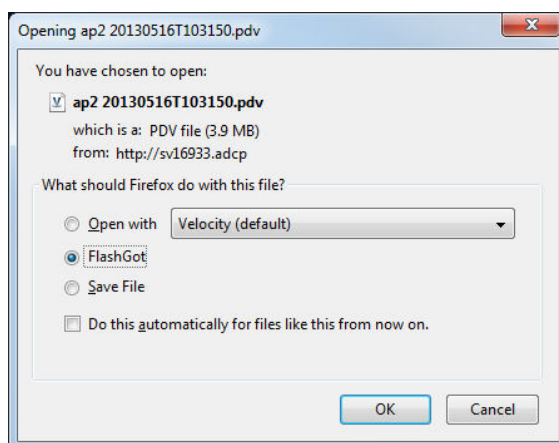 Opening ap2 20130516T103150.pdv
You have chosen to open:
ap2 20130516T103150.pdv
which is a: PDV file (3.9 MB)
from: http://sv16933.adcp
What should Firefox do with this file?
Open with Velocity (default)
FlashGot
Save File
Do this automatically for files like this from now on.
OK Cancel